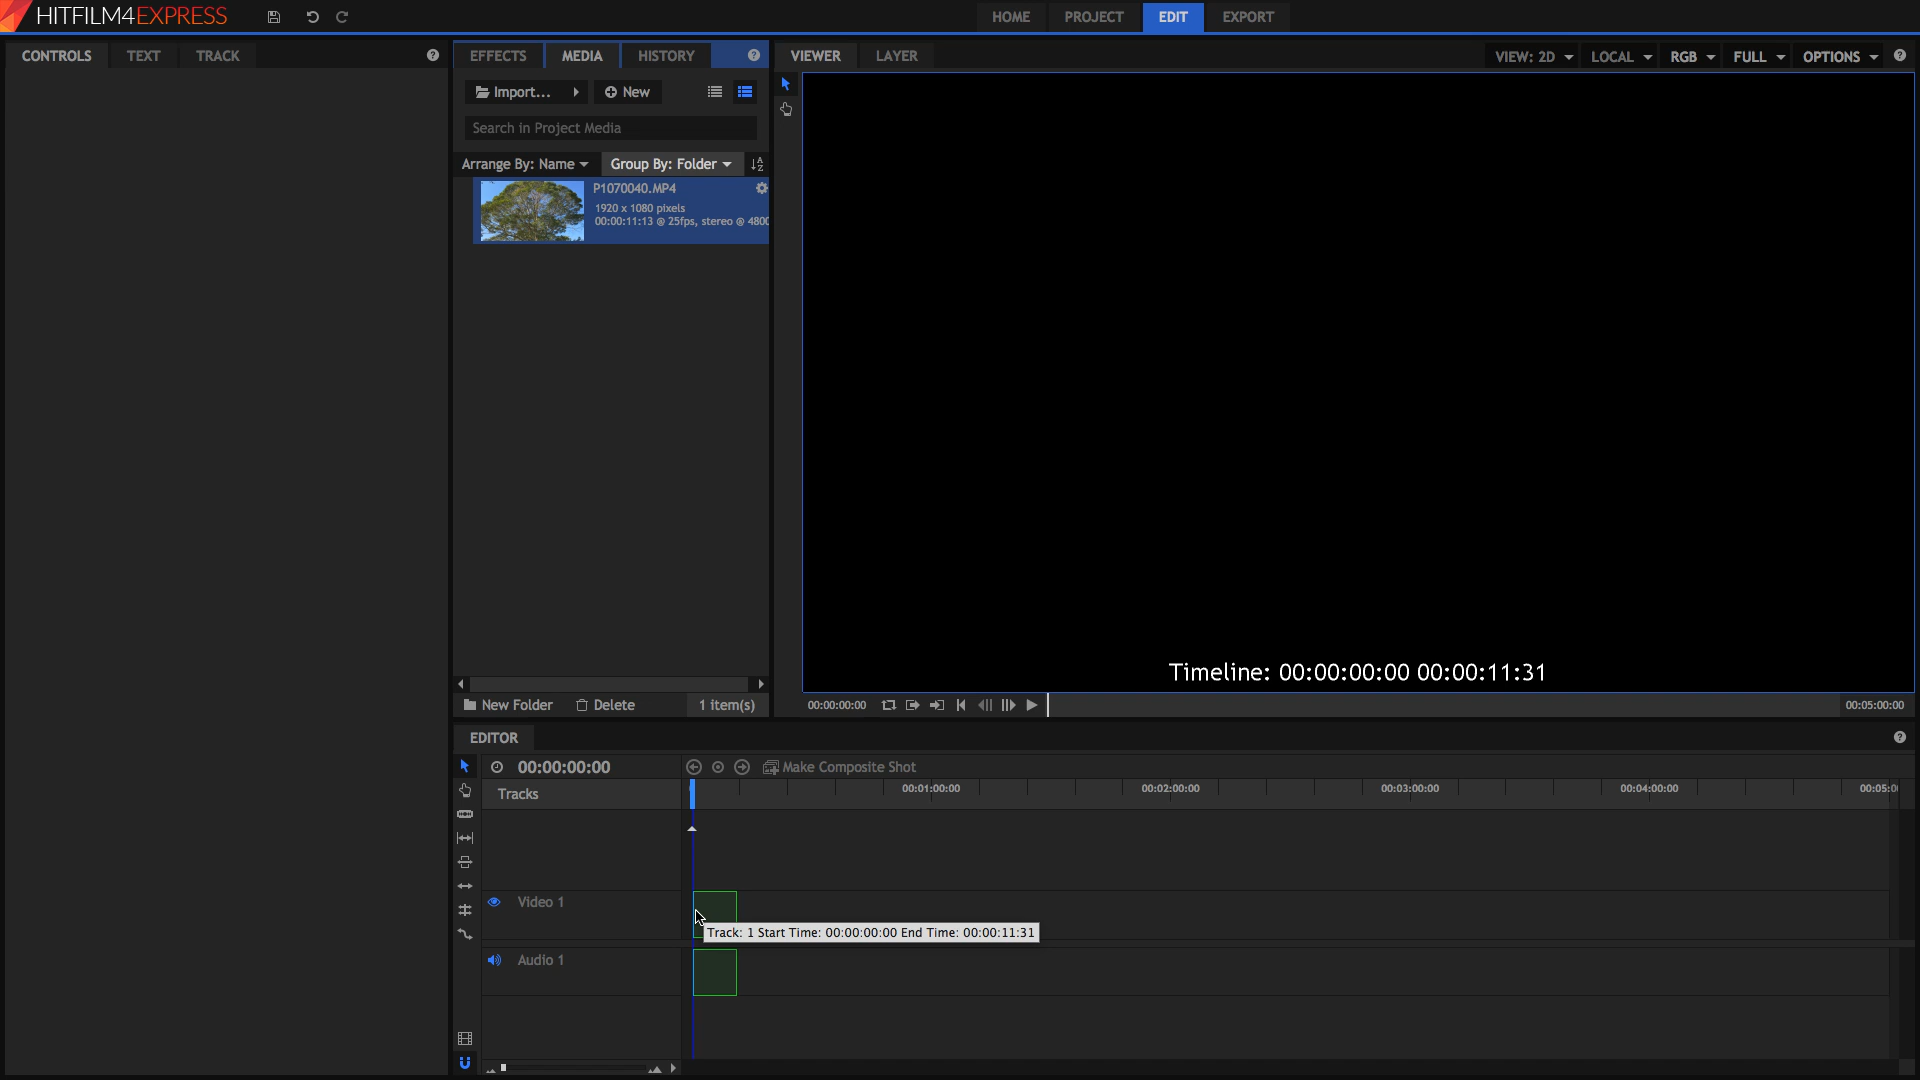 HITFILM4EXPRESS
HOME PROJECT EDIT EXPORT
CONTROLS TEXT TRACK
EFFECTS MEDIA HISTORY
VIEWER LAYER
VIEW: 2D LOCAL RGB FULL OPTIONS
Import... New
Search in Project Media
Arrange By: Name Group By: Folder
P1070040.MP4
1920 x 1080 pixels
00:00:11:13 @ 25fps, stereo @ 4800
Timeline: 00:00:00:00 00:00:11:31
New Folder Delete 1 item(s)
00:00:00:00 00:05:00:00
EDITOR
00:00:00:00 Make Composite Shot
Tracks 00:01:00:00 00:02:00:00 00:03:00:00 00:04:00:00 00:05:0
Video 1
Track: 1 Start Time: 00:00:00:00 End Time: 00:00:11:31
Audio 1